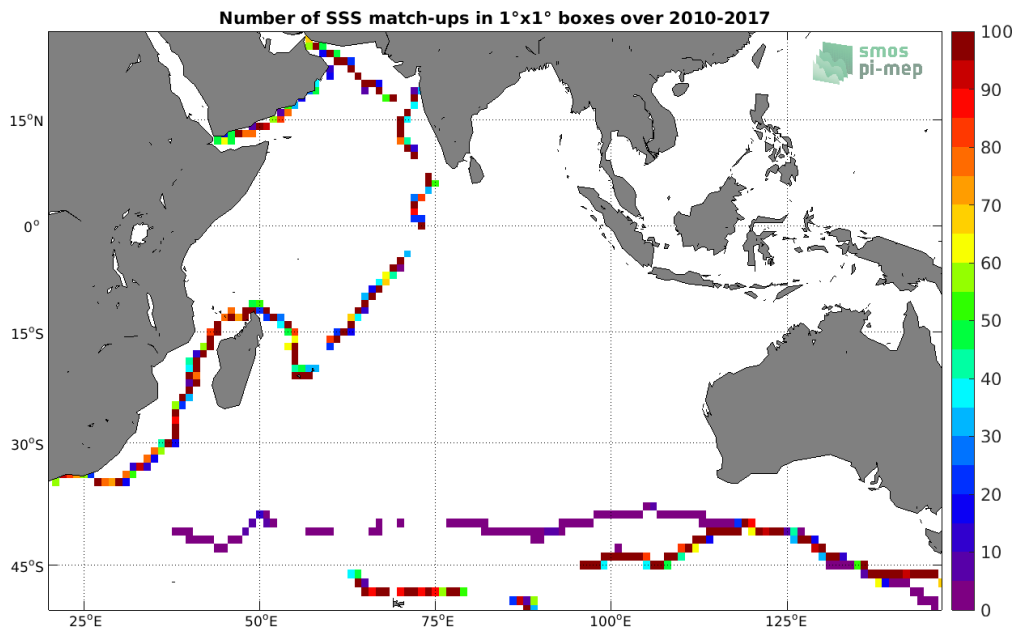 Number of SSS match-ups in 1°x1° boxes over 2010-2017
smos
pi-mep
100
90
80
70
60
50
40
30
20
10
0
15°N
0°
15°S
30°S
45°S
25°E
50°E
75°E
100°E
125°E